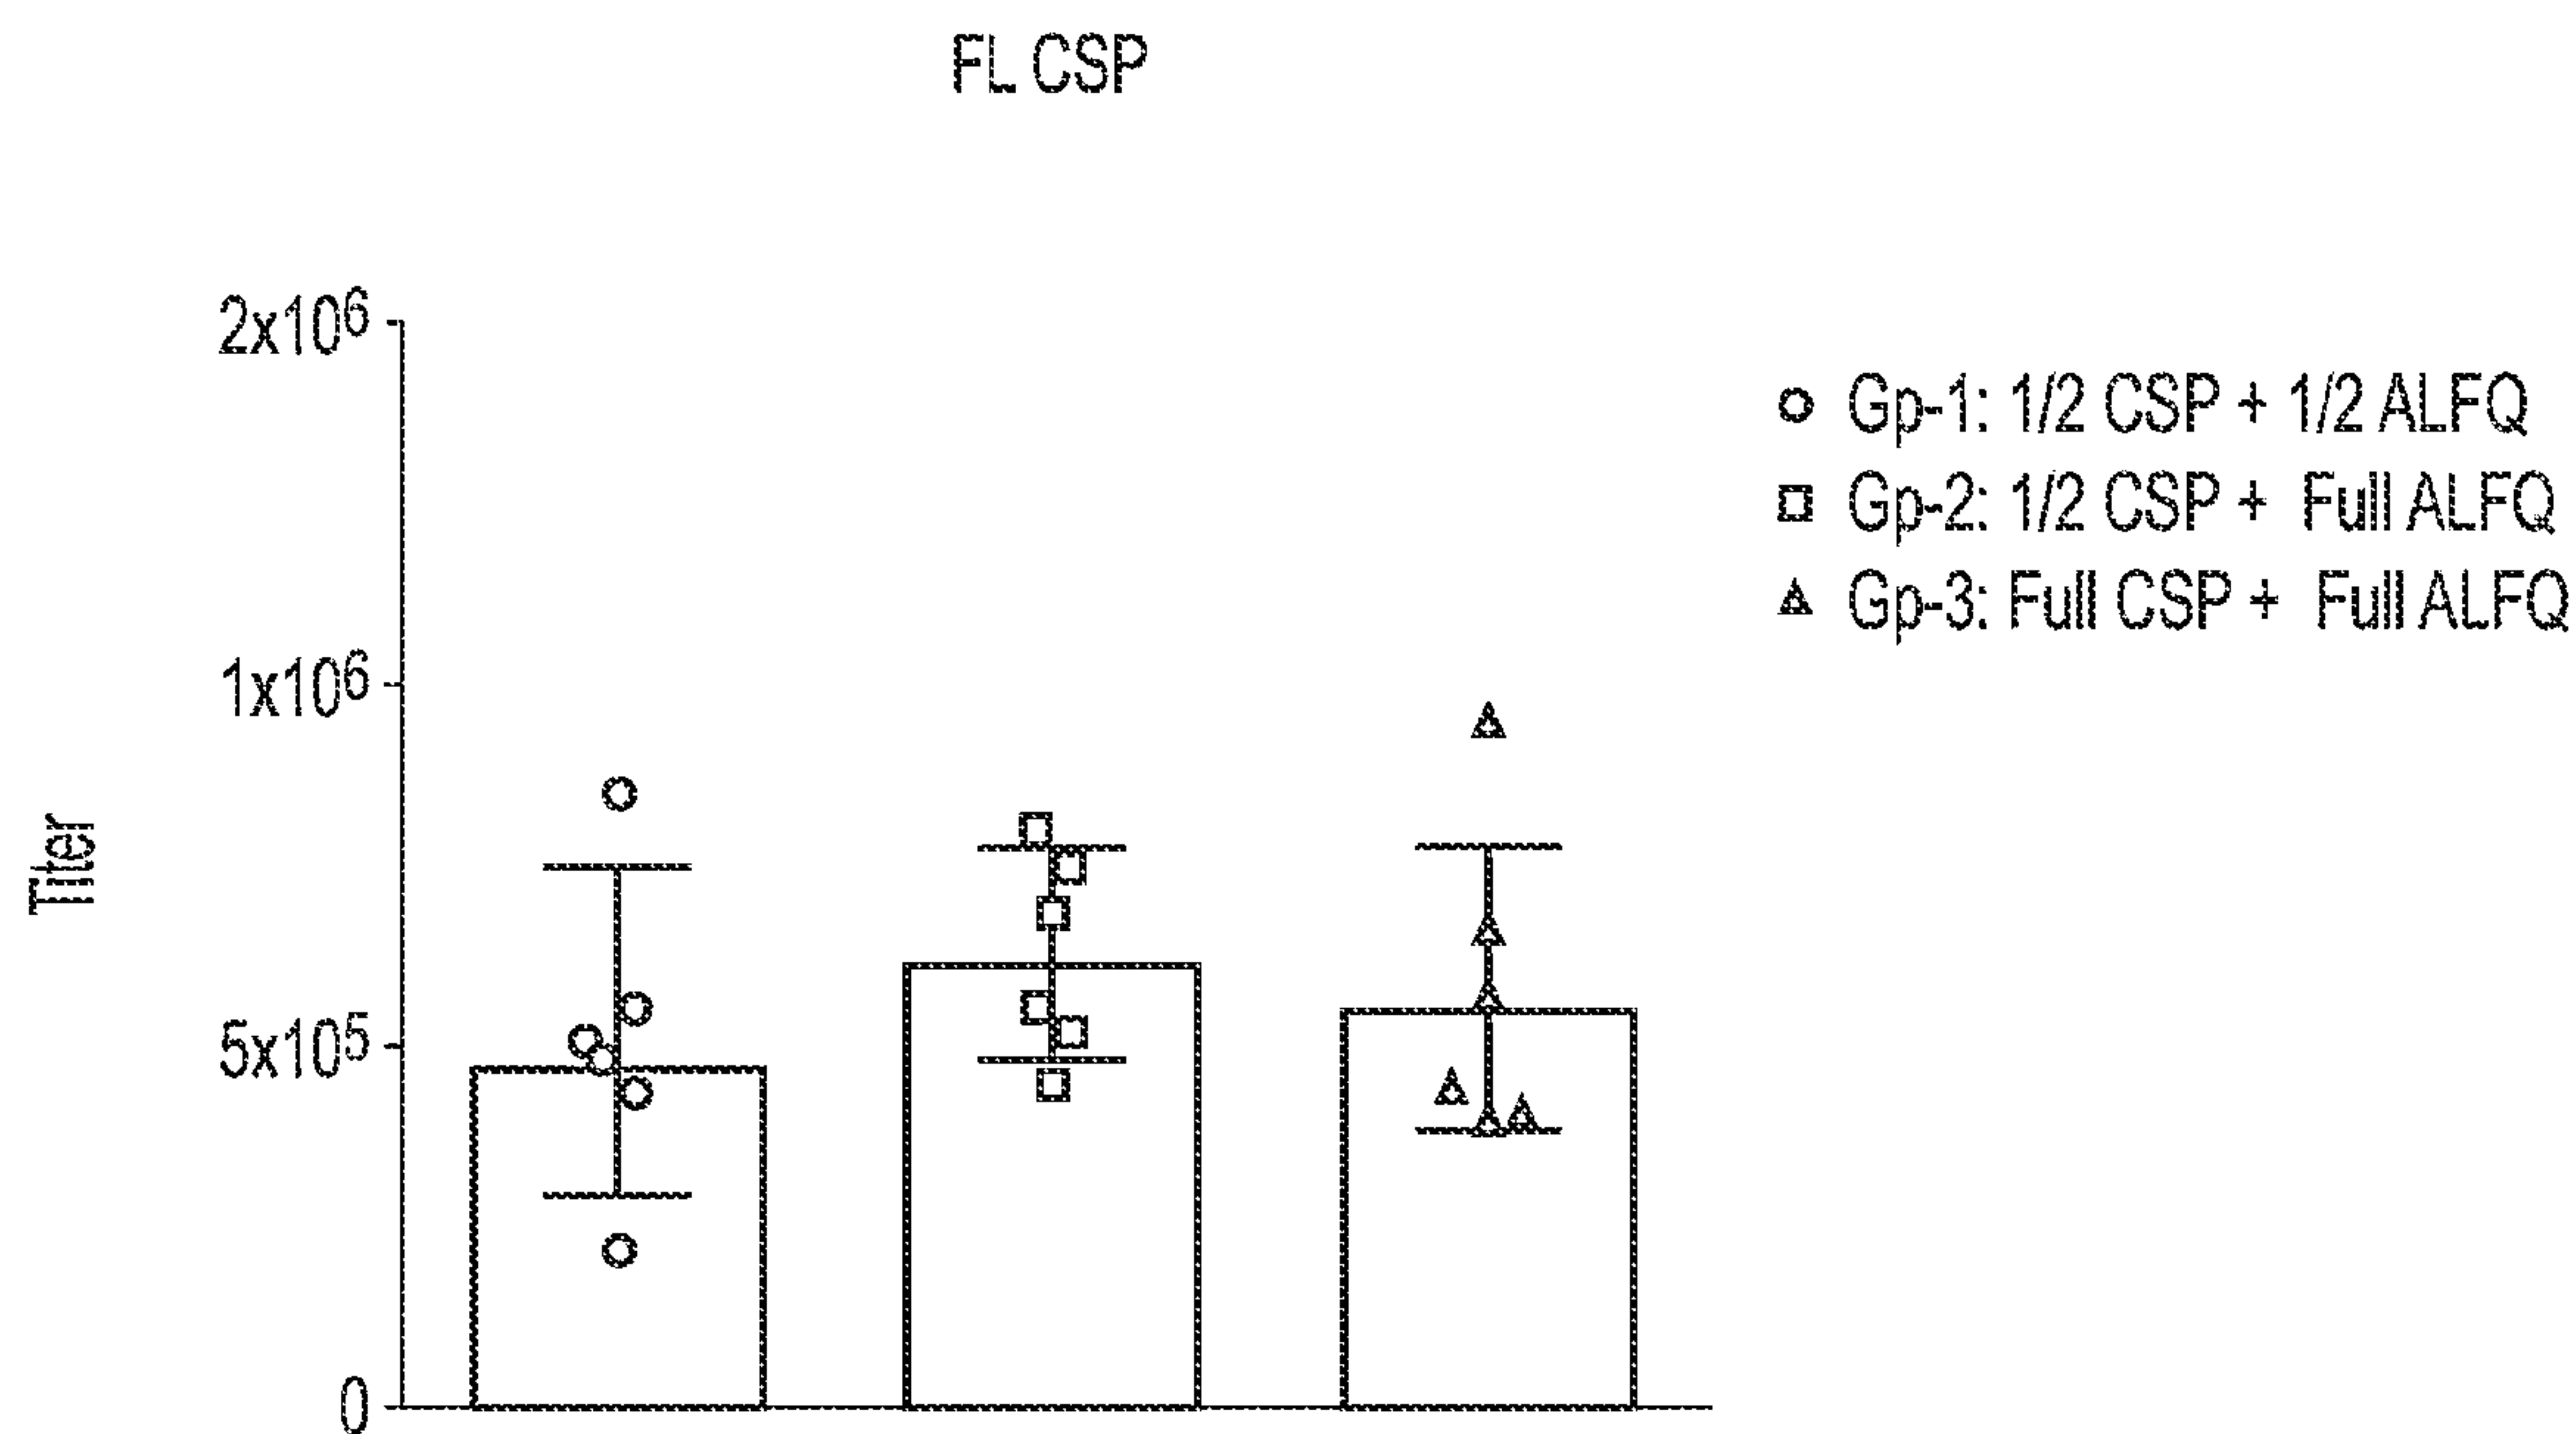 FL CSP
2x10⁶
1x10⁶
5x10⁵
0
Titer
Gp-1: 1/2 CSP + 1/2 ALFQ
Gp-2: 1/2 CSP + Full ALFQ
Gp-3: Full CSP + Full ALFQ